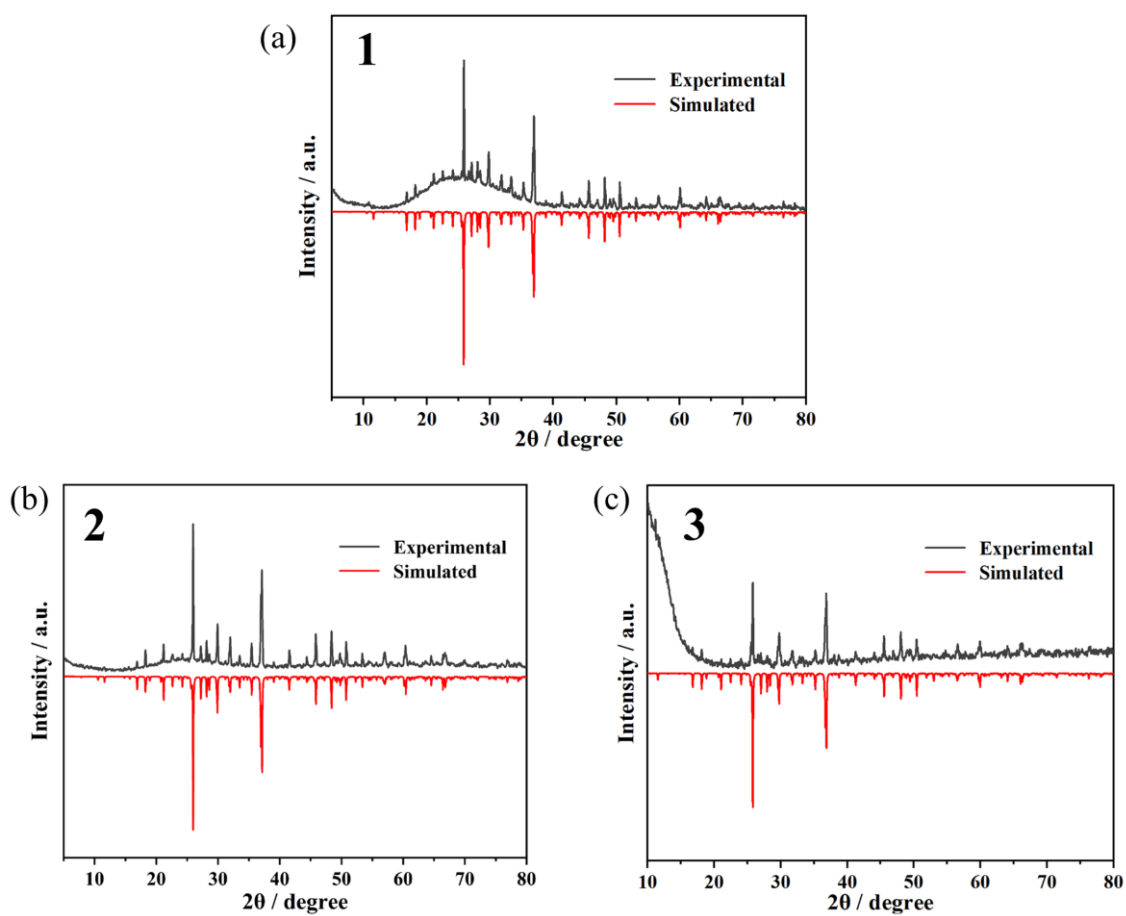 (a)
1
Experimental
Simulated
Intensity / a.u.
10 20 30 40 50 60 70 80
2θ / degree
(b)
2
Experimental
Simulated
Intensity / a.u.
10 20 30 40 50 60 70 80
2θ / degree
(c)
3
Experimental
Simulated
Intensity / a.u.
10 20 30 40 50 60 70 80
2θ / degree